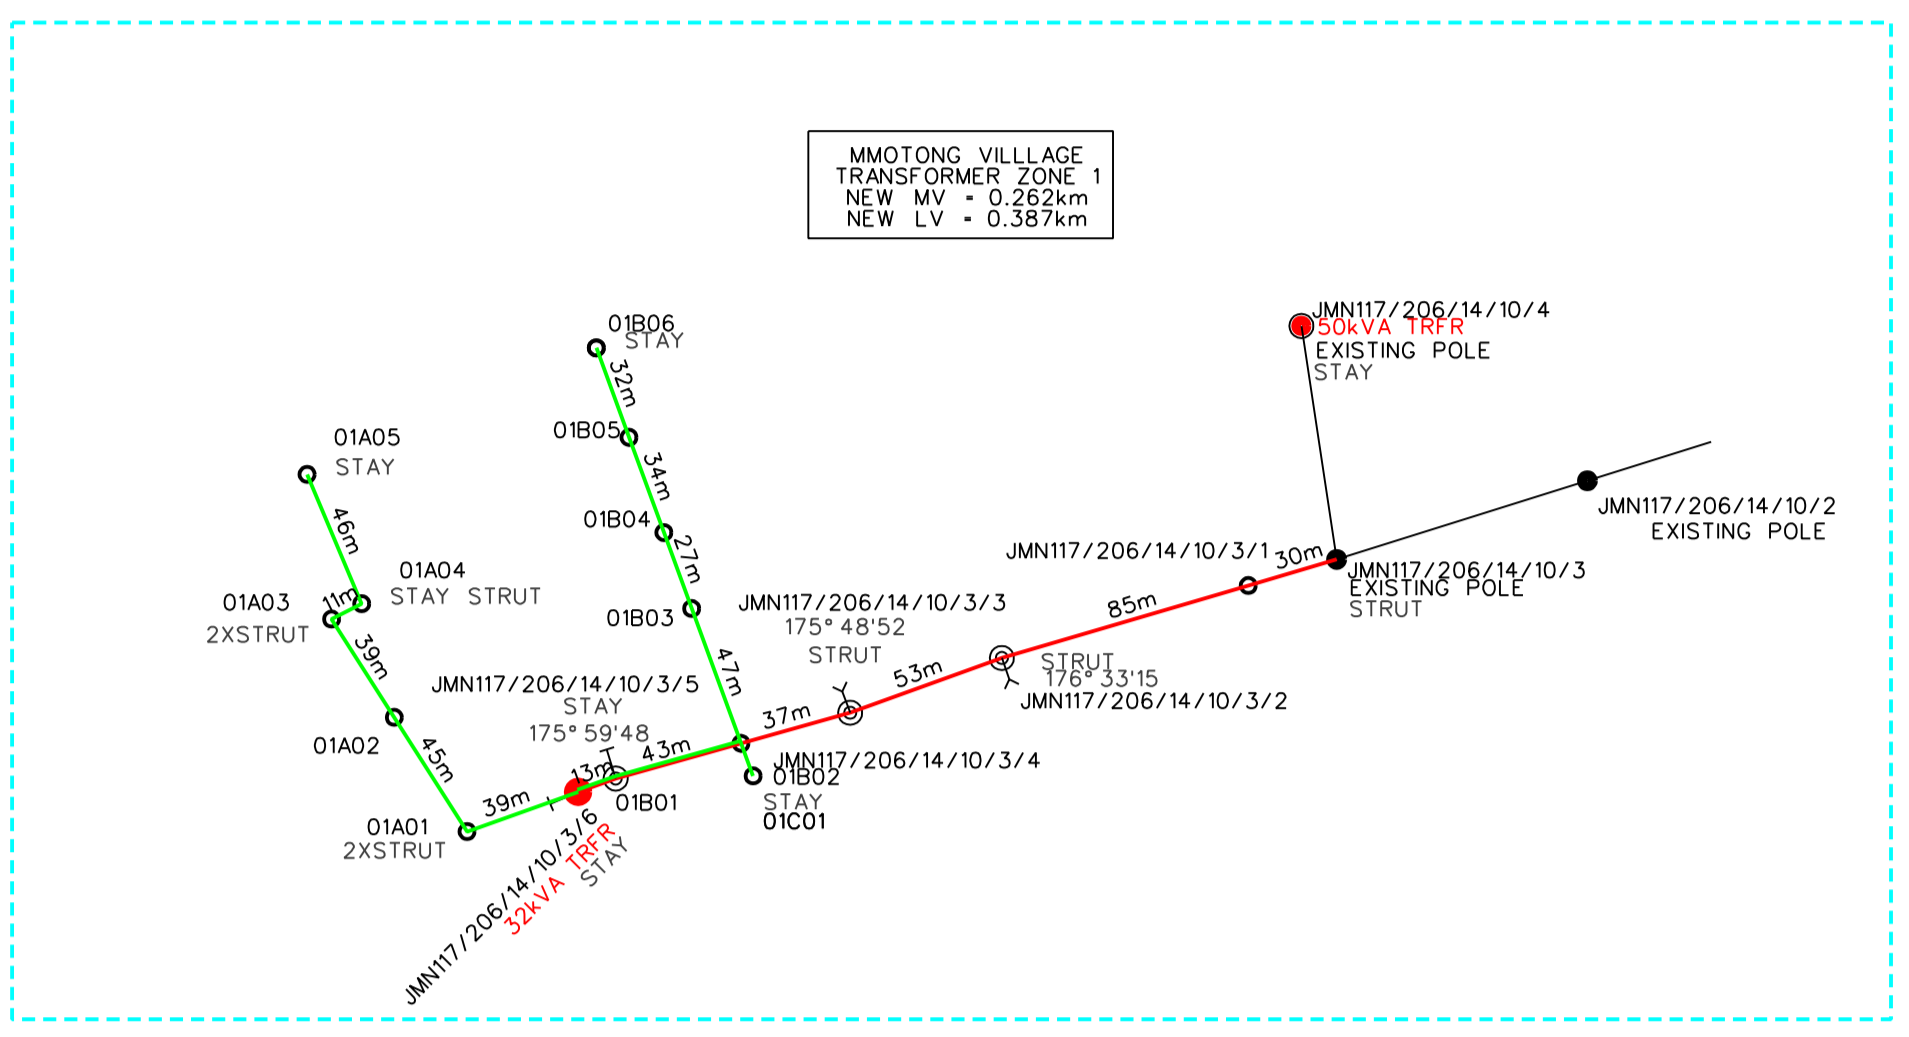 MMOTONG VILLLAGE
TRANSFORMER ZONE 1
NEW MV - 0.262km
NEW LV - 0.387km
JMN117/206/14/10/4
50kVA TRFR
EXISTING POLE
STAY
01B06
STAY
32m
01B05
34m
01A05
STAY
46m
01B04
27m
JMN117/206/14/10/2
EXISTING POLE
JMN117/206/14/10/3/1
30m
JMN117/206/14/10/3
EXISTING POLE
STRUT
01A04
STAY STRUT
11m
01A03
2XSTRUT
39m
01B03
47m
JMN117/206/14/10/3/3
175° 48'52
STRUT
85m
53m
STRUT
176° 33'15
JMN117/206/14/10/3/2
JMN117/206/14/10/3/5
STAY
175° 59'48
37m
43m
13m
01A02
45m
JMN117/206/14/10/3/4
01B02
STAY
01C01
01B01
39m
01A01
2XSTRUT
JMN117/206/14/10/3/6
32kVA TRFR
STAY